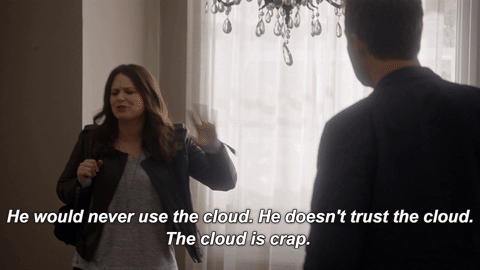 He would never use the cloud. He doesn't trust the cloud.
The cloud is crap.